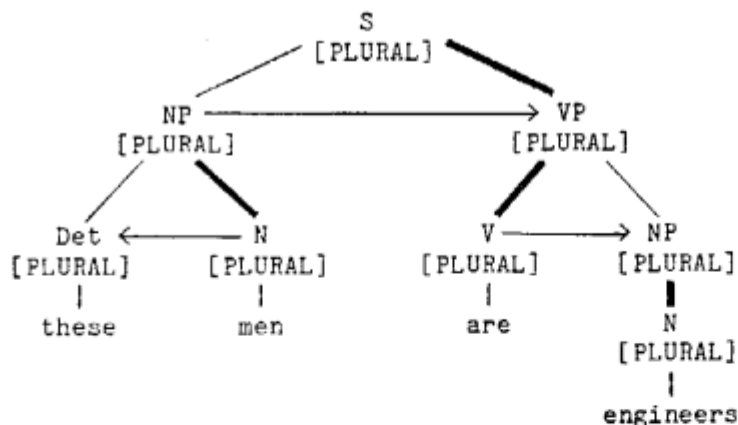 S
[PLURAL]
NP VP
[PLURAL] [PLURAL]
Det N V NP
[PLURAL] [PLURAL] [PLURAL] [PLURAL]
these men are N
[PLURAL]
engineers